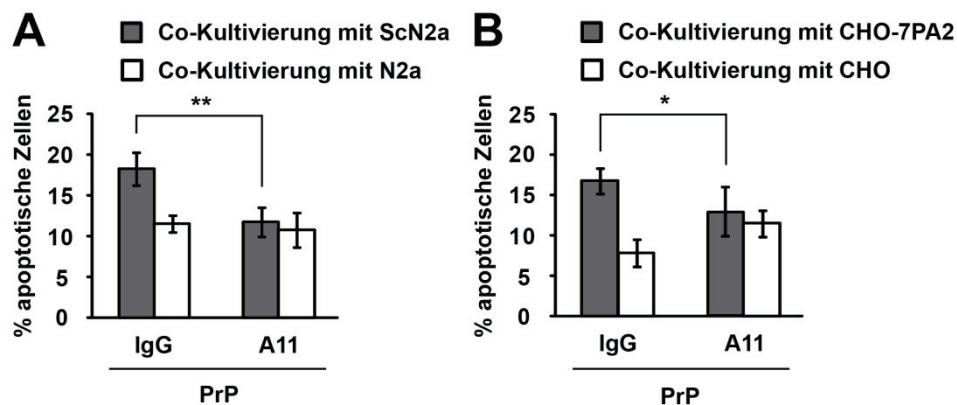 A
Co-Kultivierung mit ScN2a
Co-Kultivierung mit N2a
% apoptotische Zellen
25
20
15
10
5
0
**
IgG
A11
PrP
B
Co-Kultivierung mit CHO-7PA2
Co-Kultivierung mit CHO
% apoptotische Zellen
25
20
15
10
5
0
*
IgG
A11
PrP